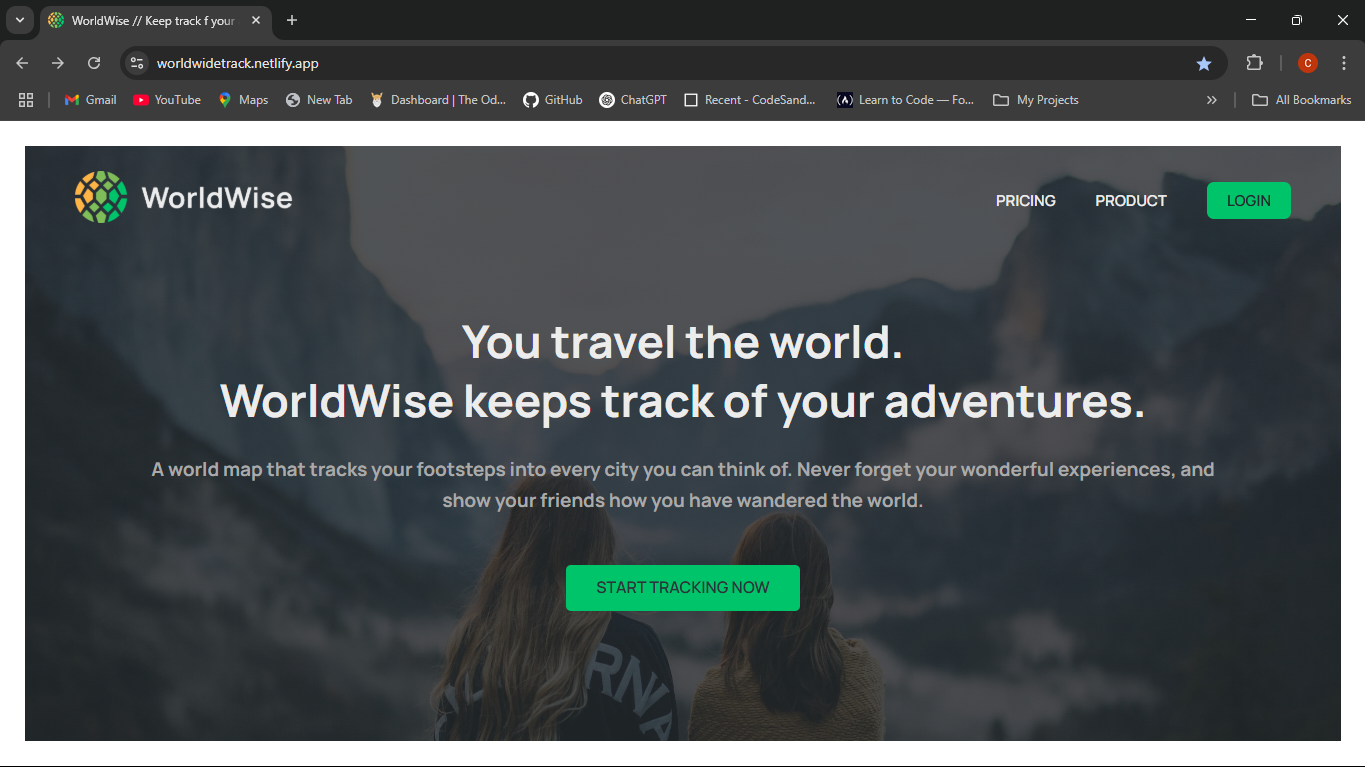 WorldWise // Keep track f your
worldwidetrack.netlify.app
C
Gmail
YouTube
Maps
New Tab
Dashboard | The Od...
GitHub
ChatGPT
Recent - CodeSand...
Learn to Code — Fo...
My Projects
All Bookmarks
WorldWise
PRICING
PRODUCT
LOGIN
You travel the world.
WorldWise keeps track of your adventures.
A world map that tracks your footsteps into every city you can think of. Never forget your wonderful experiences, and
show your friends how you have wandered the world.
START TRACKING NOW
RNIA